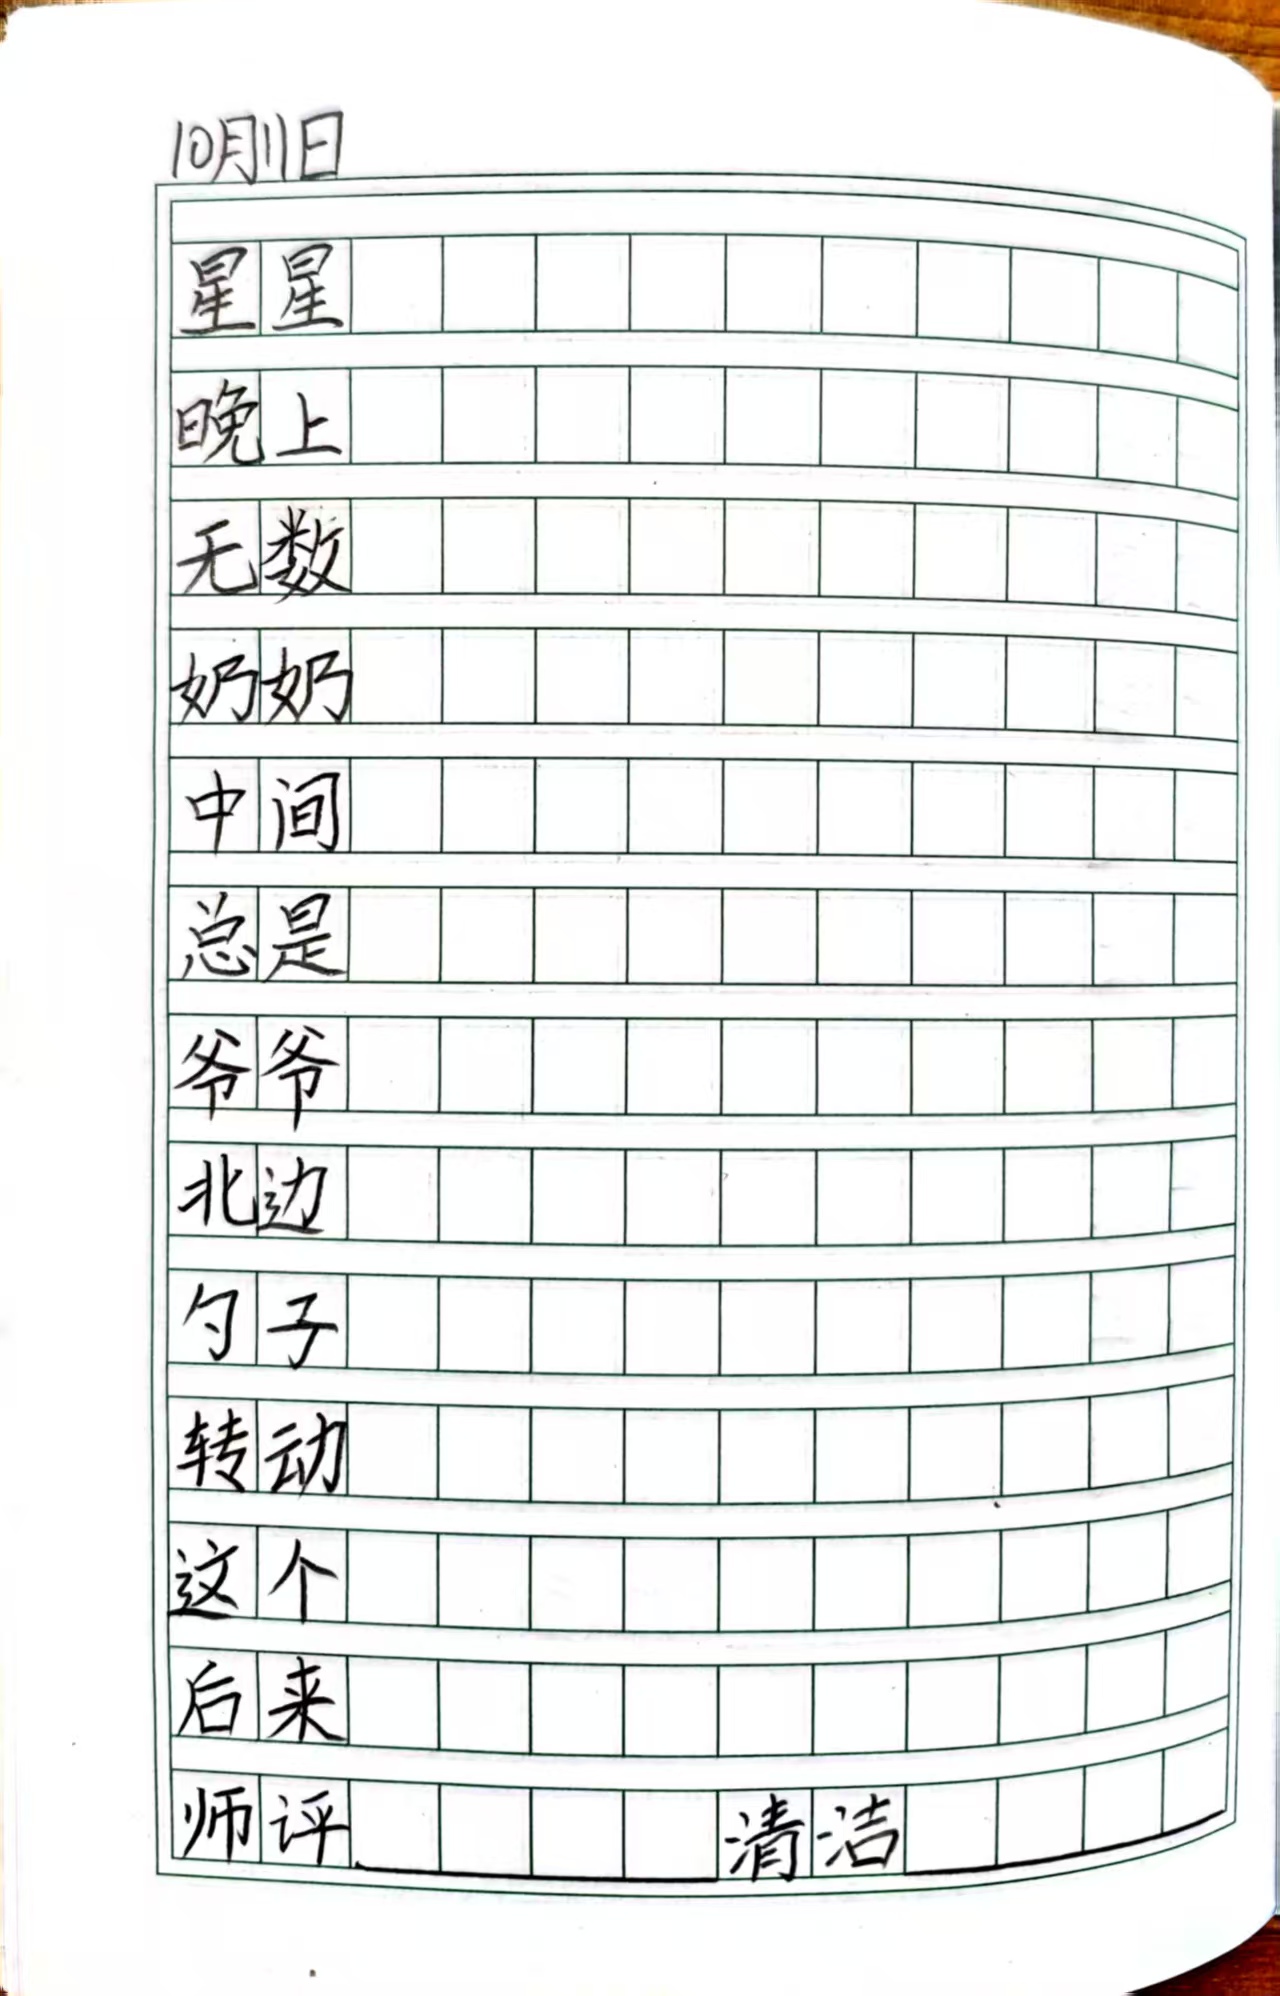 10月11日
星星
晚上
无数
奶奶
中间
总是
爷爷
北边
勺子
转动
这个
后来
师评 清洁